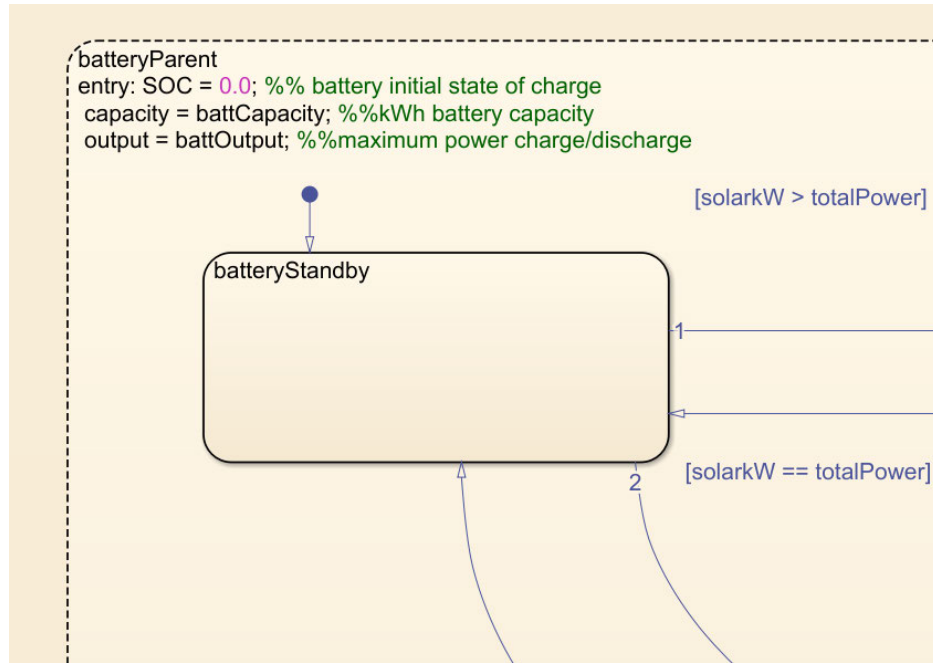 batteryParent
entry: SOC = 0.0; %% battery initial state of charge
capacity = battCapacity; %%kWh battery capacity
output = battOutput; %%maximum power charge/discharge
[solarkW > totalPower]
batteryStandby
1
2
[solarkW == totalPower]